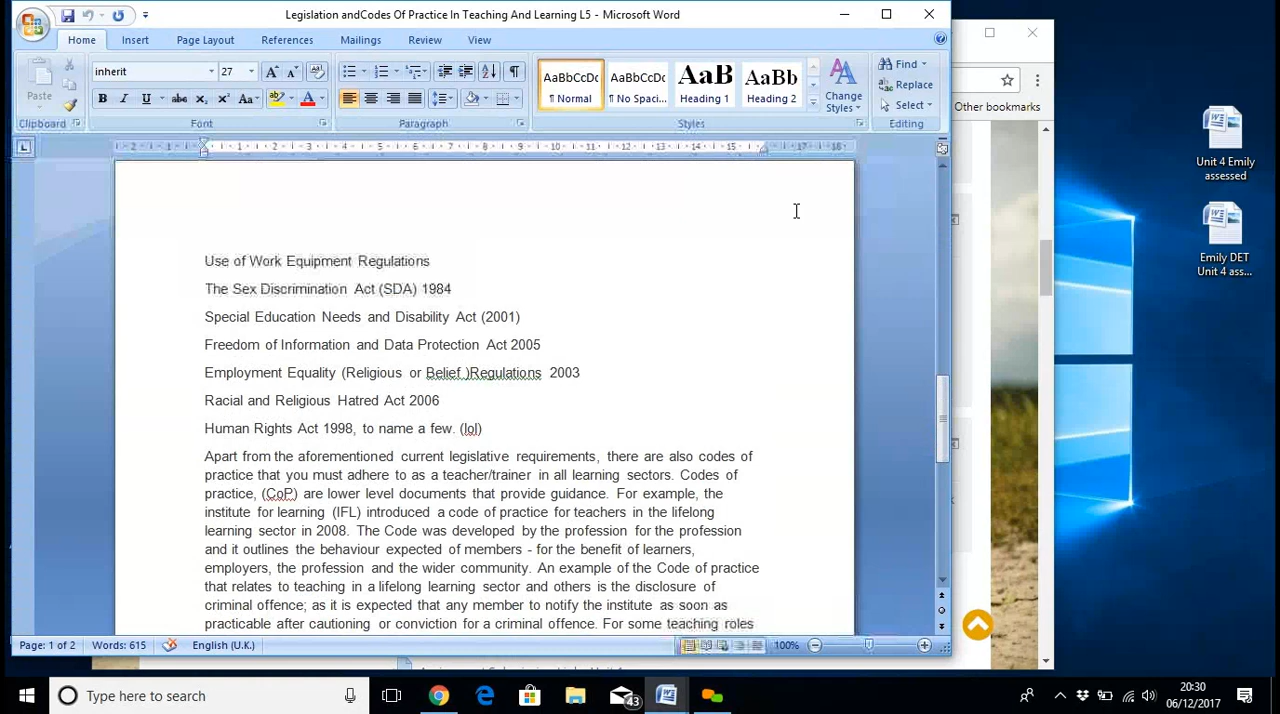 Legislation andCodes Of Practice In Teaching And Learning L5 - Microsoft Word
Home Insert Page Layout References Mailings Review View
inherit 27
Paste
B I U abc X₂ X² Aa
AaBbCcDc AaBbCcDc AaB AaBb
¶ Normal ¶ No Spaci... Heading 1 Heading 2
Change Styles
Find
Replace
Select
Clipboard Font Paragraph Styles Editing
Other bookmarks
Use of Work Equipment Regulations
The Sex Discrimination Act (SDA) 1984
Special Education Needs and Disability Act (2001)
Freedom of Information and Data Protection Act 2005
Employment Equality (Religious or Belief )Regulations 2003
Racial and Religious Hatred Act 2006
Human Rights Act 1998, to name a few. (lol)
Apart from the aforementioned current legislative requirements, there are also codes of
practice that you must adhere to as a teacher/trainer in all learning sectors. Codes of
practice, (CoP) are lower level documents that provide guidance. For example, the
institute for learning (IFL) introduced a code of practice for teachers in the lifelong
learning sector in 2008. The Code was developed by the profession for the profession
and it outlines the behaviour expected of members - for the benefit of learners,
employers, the profession and the wider community. An example of the Code of practice
that relates to teaching in a lifelong learning sector and others is the disclosure of
criminal offence; as it is expected that any member to notify the institute as soon as
practicable after cautioning or conviction for a criminal offence. For some teaching roles
Page: 1 of 2 Words: 615 English (U.K.) 100%
Unit 4 Emily
assessed
Emily DET
Unit 4 ass...
Type here to search
43
20:30
06/12/2017